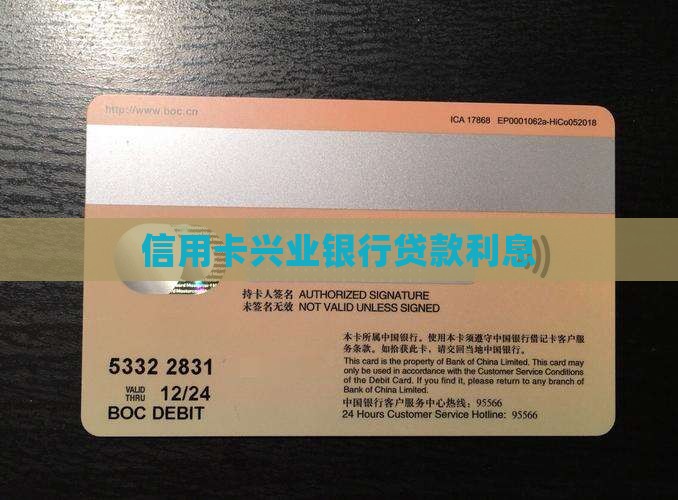 http://www.boc.cn
ICA 17868 EP0001062a-HiCo052018
信用卡兴业银行贷款利息
持卡人签名 AUTHORIZED SIGNATURE
未签名无效 NOT VALID UNLESS SIGNED
本卡所属中国银行。使用本卡须遵守中国银行借记卡客户服
务条款。如拾获此卡,请交回当地中国银行。
This card is the property of Bank of China Limited. This card may
only be used in accordance with the Customer Service Conditions
of the Debit Card. If you find it, please return to any branch of
Bank of China Limited.
5332 2831
VALID
THRU 12/24
BOC DEBIT
中国银行客户服务中心热线:95566
24 Hours Customer Service Hotline: 95566